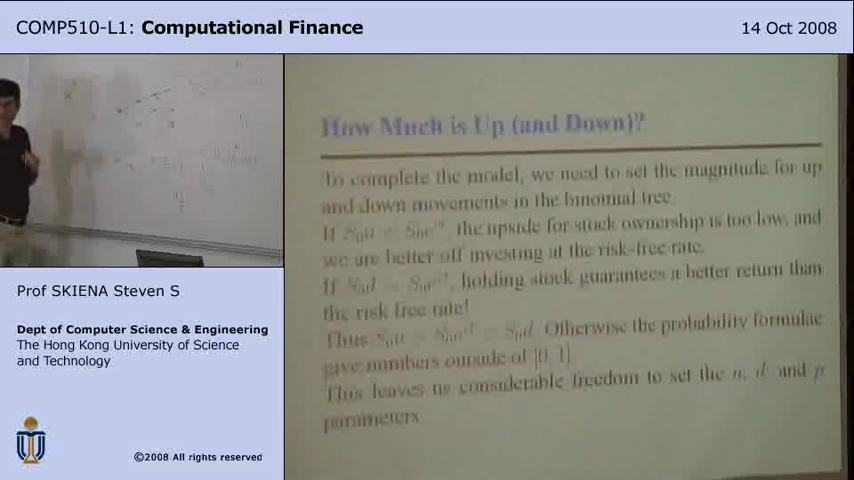 COMP510-L1: Computational Finance
14 Oct 2008
How Much is Up (and Down)?
To complete the model, we need to set the magnitude for up
and down movements in the binomial tree.
If the upside for stock ownership is too low, and
we are better off investing at the risk-free rate.
If holding stock guarantees a better return than
the risk free rate!
Thus Otherwise the probability formulae
give numbers outside of [0, 1]
This leaves us considerable freedom to set the u, d, and p
parameters
Prof SKIENA Steven S
Dept of Computer Science & Engineering
The Hong Kong University of Science
and Technology
©2008 All rights reserved